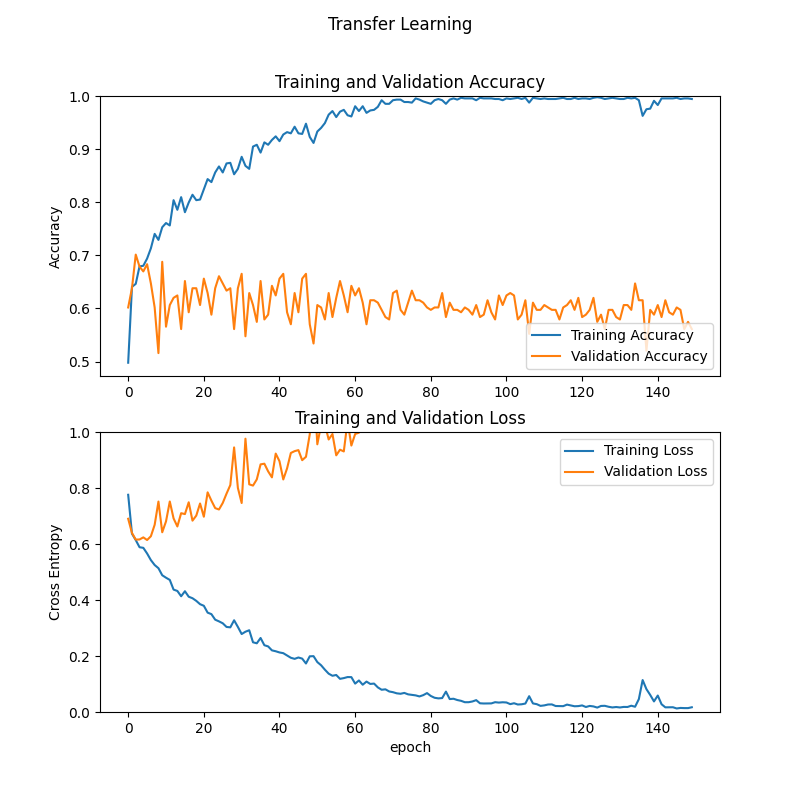 Transfer Learning
Training and Validation Accuracy
Accuracy
1.0
0.9
0.8
0.7
0.6
0.5
Training Accuracy
Validation Accuracy
0 20 40 60 80 100 120 140
Training and Validation Loss
Cross Entropy
1.0
0.8
0.6
0.4
0.2
0.0
Training Loss
Validation Loss
0 20 40 60 80 100 120 140
epoch